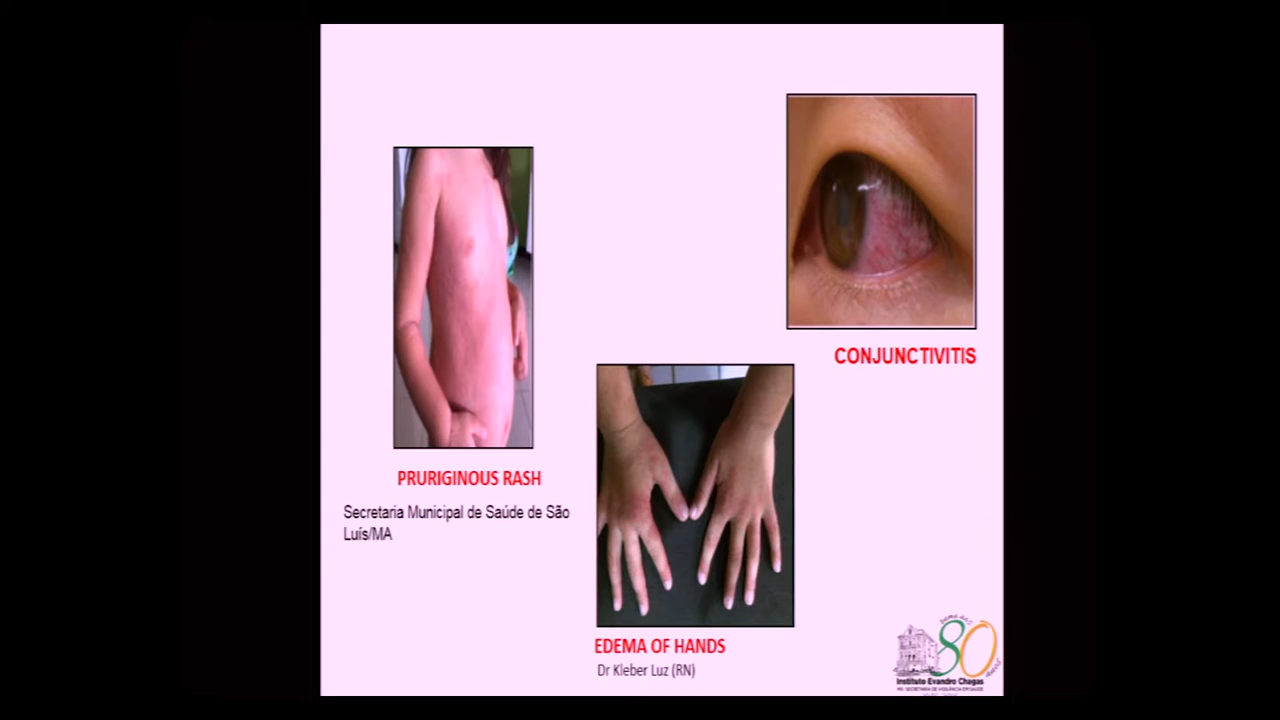 CONJUNCTIVITIS
PRURIGINOUS RASH
Secretaria Municipal de Saúde de São
Luís/MA
EDEMA OF HANDS
Dr Kleber Luz (RN)
80
Instituto Evandro Chagas